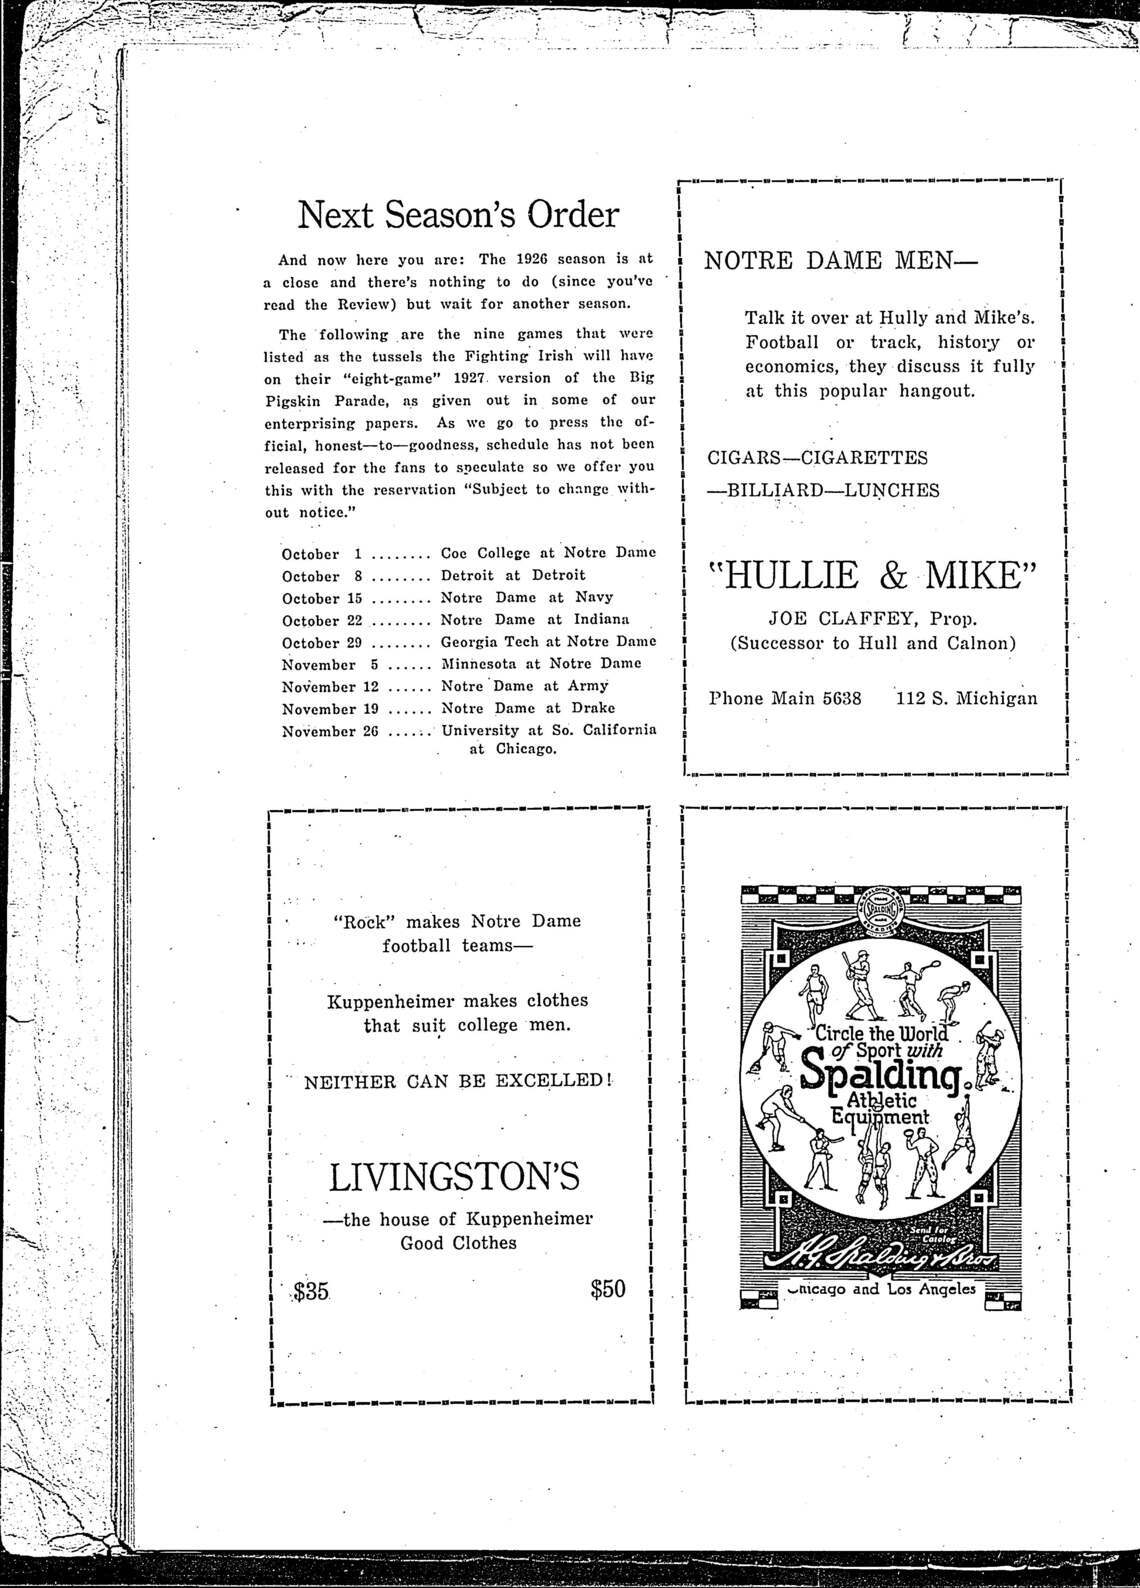 Next Season's Order
And now here you are: The 1926 season is at
a close and there's nothing to do (since you've
read the Review) but wait for another season.
The following are the nine games that were
listed as the tussels the Fighting Irish will have
on their "eight-game" 1927 version of the Big
Pigskin Parade, as given out in some of our
enterprising papers. As we go to press the of-
ficial, honest—to—goodness, schedule has not been
released for the fans to speculate so we offer you
this with the reservation "Subject to change with-
out notice."
October 1 ........ Coe College at Notre Dame
October 8 ........ Detroit at Detroit
October 15 ........ Notre Dame at Navy
October 22 ........ Notre Dame at Indiana
October 29 ........ Georgia Tech at Notre Dame
November 5 ...... Minnesota at Notre Dame
November 12 ...... Notre Dame at Army
November 19 ...... Notre Dame at Drake
November 26 ...... University at So. California
at Chicago.
NOTRE DAME MEN—
Talk it over at Hully and Mike's.
Football or track, history or
economics, they discuss it fully
at this popular hangout.
CIGARS—CIGARETTES
—BILLIARD—LUNCHES
"HULLIE & MIKE"
JOE CLAFFEY, Prop.
(Successor to Hull and Calnon)
Phone Main 5638 112 S. Michigan
"Rock" makes Notre Dame
football teams—
Kuppenheimer makes clothes
that suit college men.
NEITHER CAN BE EXCELLED!
LIVINGSTON'S
—the house of Kuppenheimer
Good Clothes
$35 $50
SPALDING
Circle the World
of Sport with
Spalding
Athletic
Equipment
Send for
Catalog
A.G. Spalding & Bros
Chicago and Los Angeles